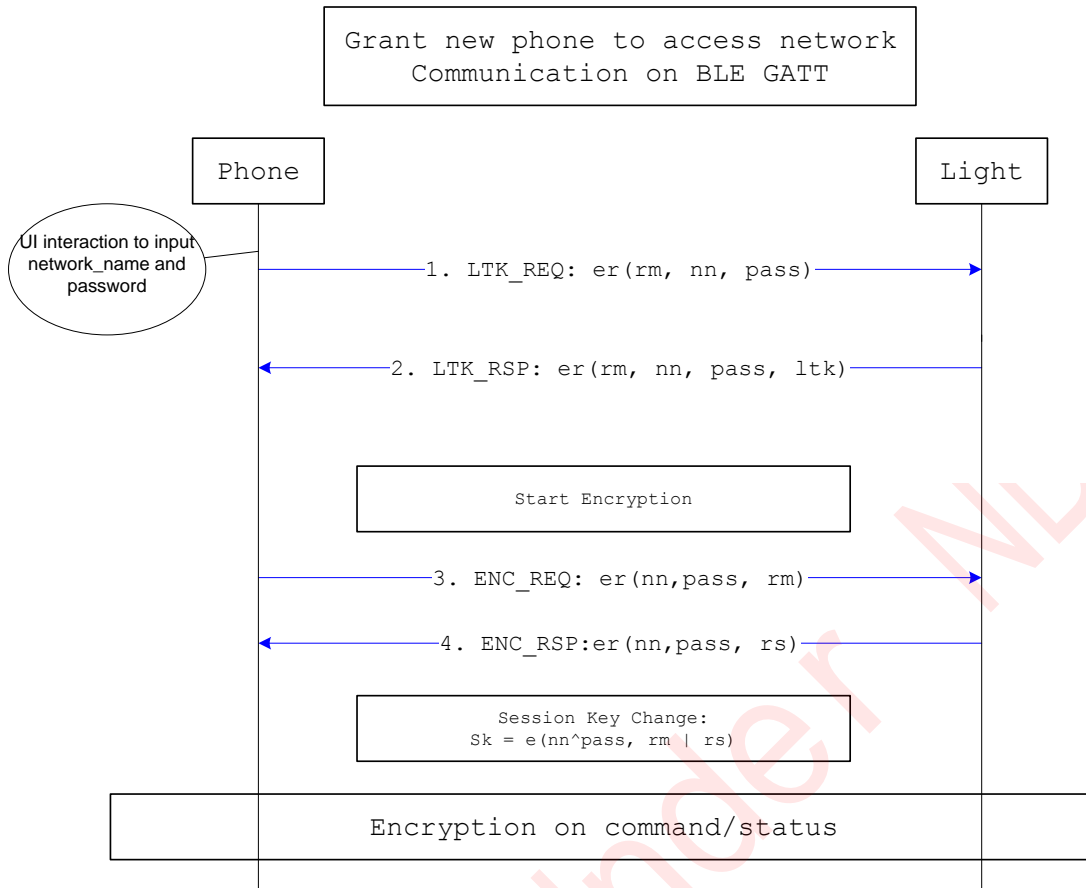 Grant new phone to access network
Communication on BLE GATT
Phone
Light
UI interaction to input
network_name and
password
1. LTK_REQ: er(rm, nn, pass)
2. LTK_RSP: er(rm, nn, pass, ltk)
Start Encryption
3. ENC_REQ: er(nn,pass, rm)
4. ENC_RSP:er(nn,pass, rs)
Session Key Change:
Sk = e(nn^pass, rm | rs)
Encryption on command/status